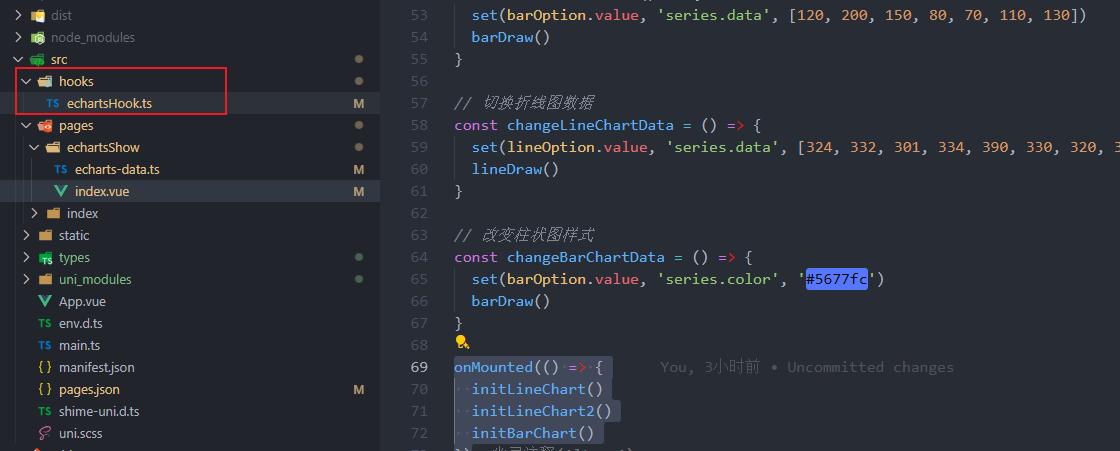 dist
node_modules
src
hooks
TS echartsHook.ts M
pages
echartsShow
TS echarts-data.ts M
index.vue M
index
static
types
uni_modules
App.vue
TS env.d.ts
TS main.ts
{ } manifest.json
{ } pages.json M
TS shime-uni.d.ts
uni.scss
53 set(barOption.value, 'series.data', [120, 200, 150, 80, 70, 110, 130])
54 barDraw()
55 }
56
57 // 切换折线图数据
58 const changeLineChartData = () => {
59 set(lineOption.value, 'series.data', [324, 332, 301, 334, 390, 330, 320,
60 lineDraw()
61 }
62
63 // 改变柱状图样式
64 const changeBarChartData = () => {
65 set(barOption.value, 'series.color', '#5677fc')
66 barDraw()
67 }
68
69 onMounted(() => { You, 3小时前 • Uncommitted changes
70 initLineChart()
71 initLineChart2()
72 initBarChart()